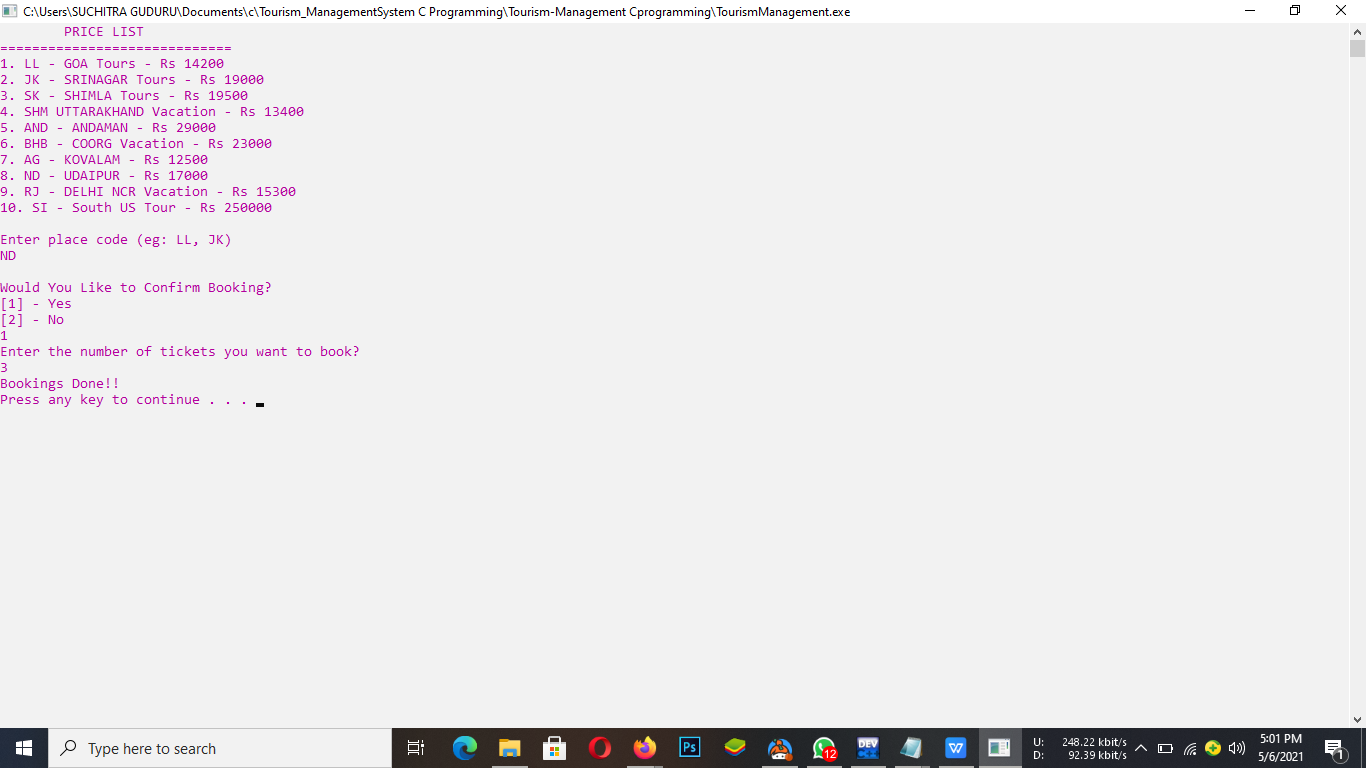 C:\Users\SUCHITRA GUDURU\Documents\c\Tourism_ManagementSystem C Programming\Tourism-Management Cprogramming\TourismManagement.exe
PRICE LIST
=============================
1. LL - GOA Tours - Rs 14200
2. JK - SRINAGAR Tours - Rs 19000
3. SK - SHIMLA Tours - Rs 19500
4. SHM UTTARAKHAND Vacation - Rs 13400
5. AND - ANDAMAN - Rs 29000
6. BHB - COORG Vacation - Rs 23000
7. AG - KOVALAM - Rs 12500
8. ND - UDAIPUR - Rs 17000
9. RJ - DELHI NCR Vacation - Rs 15300
10. SI - South US Tour - Rs 250000
Enter place code (eg: LL, JK)
ND
Would You Like to Confirm Booking?
[1] - Yes
[2] - No
1
Enter the number of tickets you want to book?
3
Bookings Done!!
Press any key to continue . . .
Type here to search
Ps
12
DEV
W
U: 248.22 kbit/s
D: 92.39 kbit/s
5:01 PM
5/6/2021
1